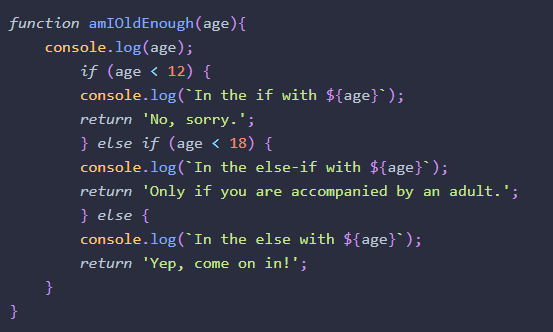 function amIOldEnough(age){
    console.log(age);
        if (age < 12) {
        console.log(`In the if with ${age}`);
        return 'No, sorry.';
        } else if (age < 18) {
        console.log(`In the else-if with ${age}`);
        return 'Only if you are accompanied by an adult.';
        } else {
        console.log(`In the else with ${age}`);
        return 'Yep, come on in!';
    }
}